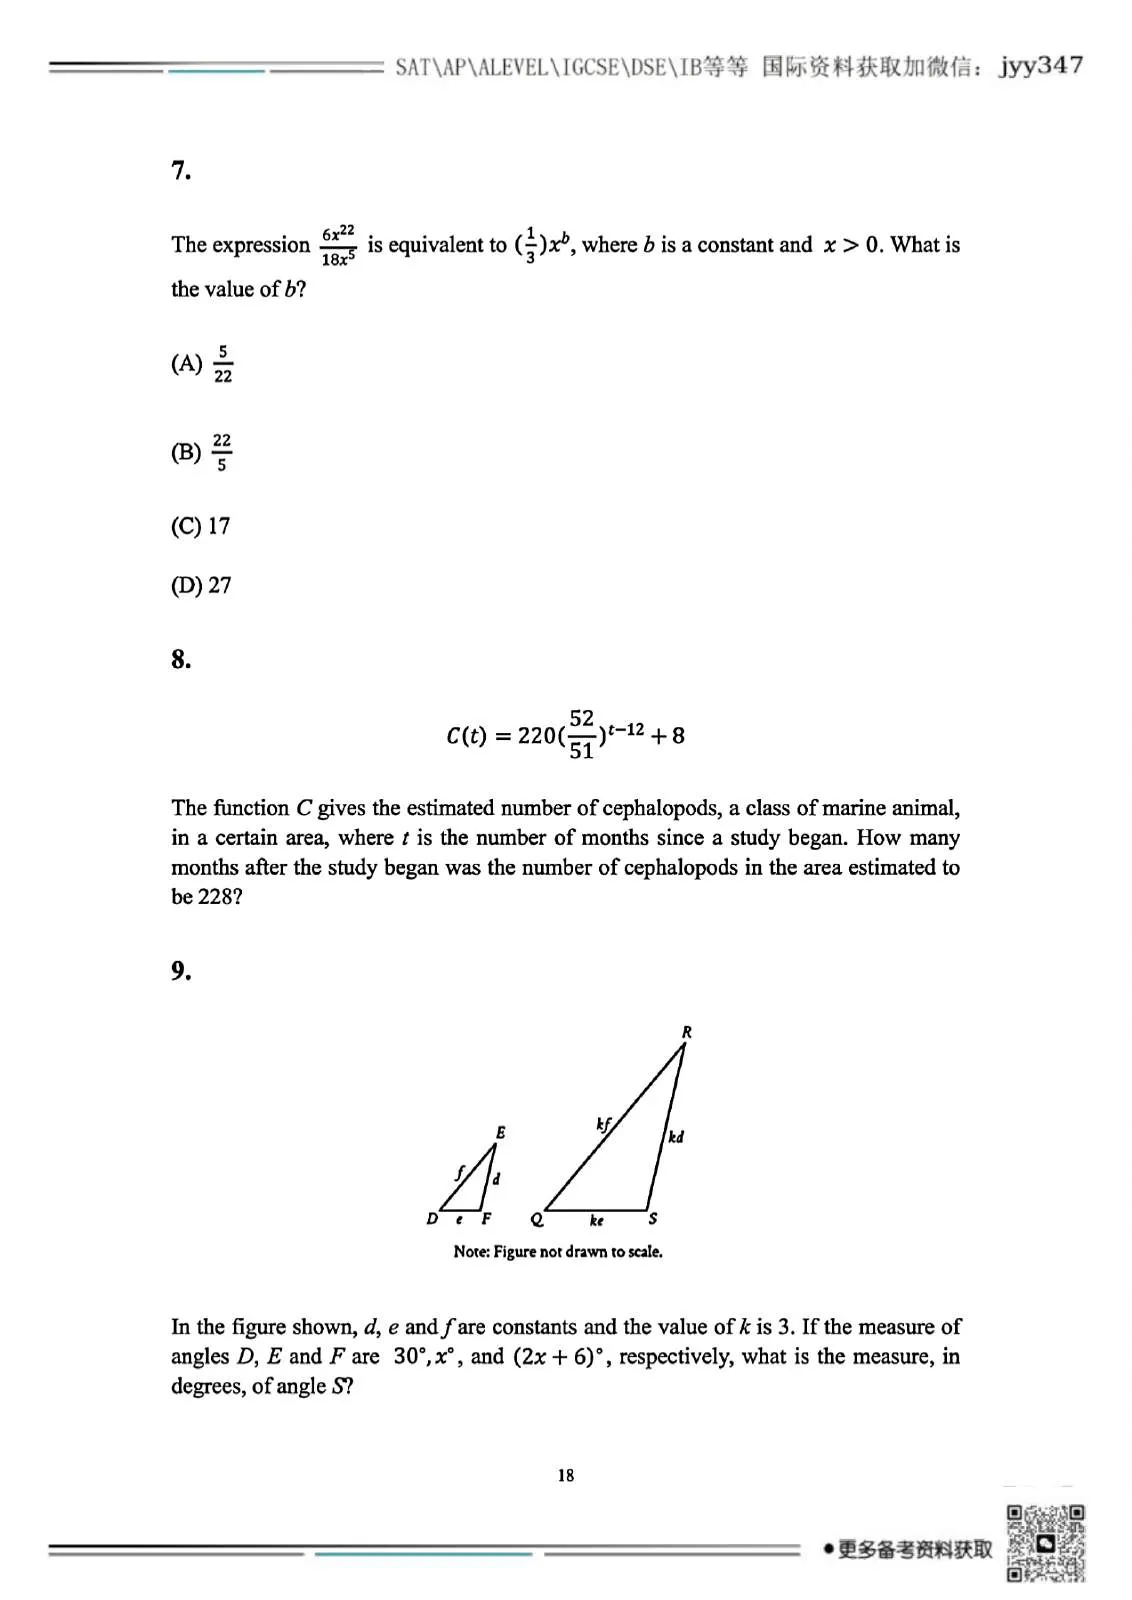 SAT\AP\ALEVEL\IGCSE\DSE\IB等等 国际资料获取加微信: jyy347
7.
The expression 6x^22/18x^5 is equivalent to (1/3)x^b, where b is a constant and x > 0. What is
the value of b?
(A) 5/22
(B) 22/5
(C) 17
(D) 27
8.
C(t) = 220(52/51)^t−12 + 8
The function C gives the estimated number of cephalopods, a class of marine animal,
in a certain area, where t is the number of months since a study began. How many
months after the study began was the number of cephalopods in the area estimated to
be 228?
9.
R
kf
kd
E
f
d
D e F
Q ke S
Note: Figure not drawn to scale.
In the figure shown, d, e and f are constants and the value of k is 3. If the measure of
angles D, E and F are 30°, x°, and (2x + 6)°, respectively, what is the measure, in
degrees, of angle S?
18
•更多备考资料获取